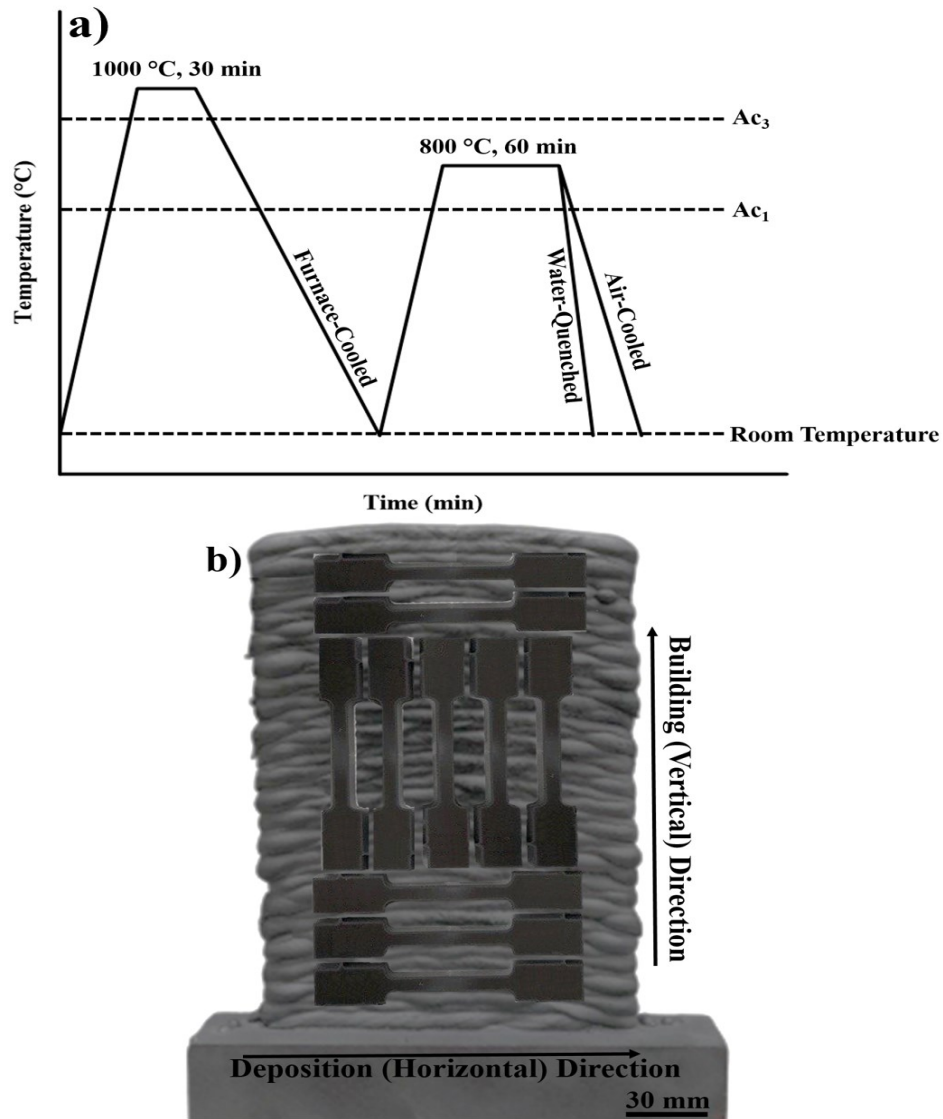 a)
1000 °C, 30 min
Ac₃
800 °C, 60 min
Ac₁
Temperature (°C)
Furnace-Cooled
Water-Quenched
Air-Cooled
Room Temperature
Time (min)
b)
Building (Vertical) Direction
Deposition (Horizontal) Direction
30 mm